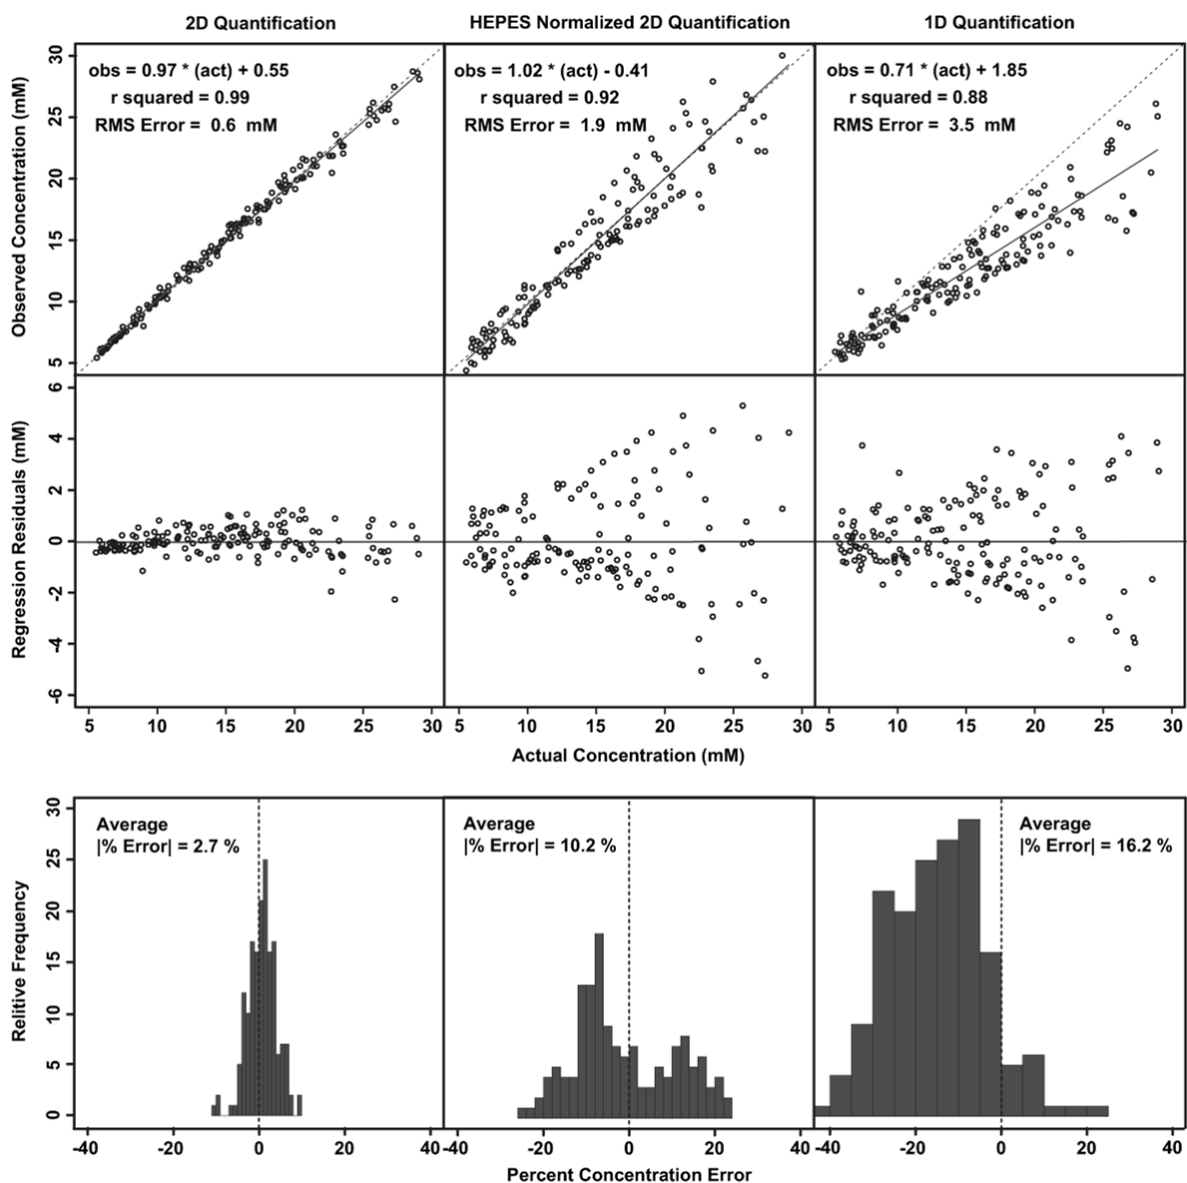 2D Quantification
HEPES Normalized 2D Quantification
1D Quantification
Observed Concentration (mM)
30
25
20
15
10
5
obs = 0.97 * (act) + 0.55
r squared = 0.99
RMS Error = 0.6 mM
obs = 1.02 * (act) - 0.41
r squared = 0.92
RMS Error = 1.9 mM
obs = 0.71 * (act) + 1.85
r squared = 0.88
RMS Error = 3.5 mM
Regression Residuals (mM)
6
4
2
0
-2
-4
-6
5 10 15 20 25 30
5 10 15 20 25 30
5 10 15 20 25 30
Actual Concentration (mM)
Relitive Frequency
30
25
20
15
10
5
0
Average
|% Error| = 2.7 %
Average
|% Error| = 10.2 %
Average
|% Error| = 16.2 %
-40 -20 0 20 40
-40 -20 0 20 40
-40 -20 0 20 40
Percent Concentration Error